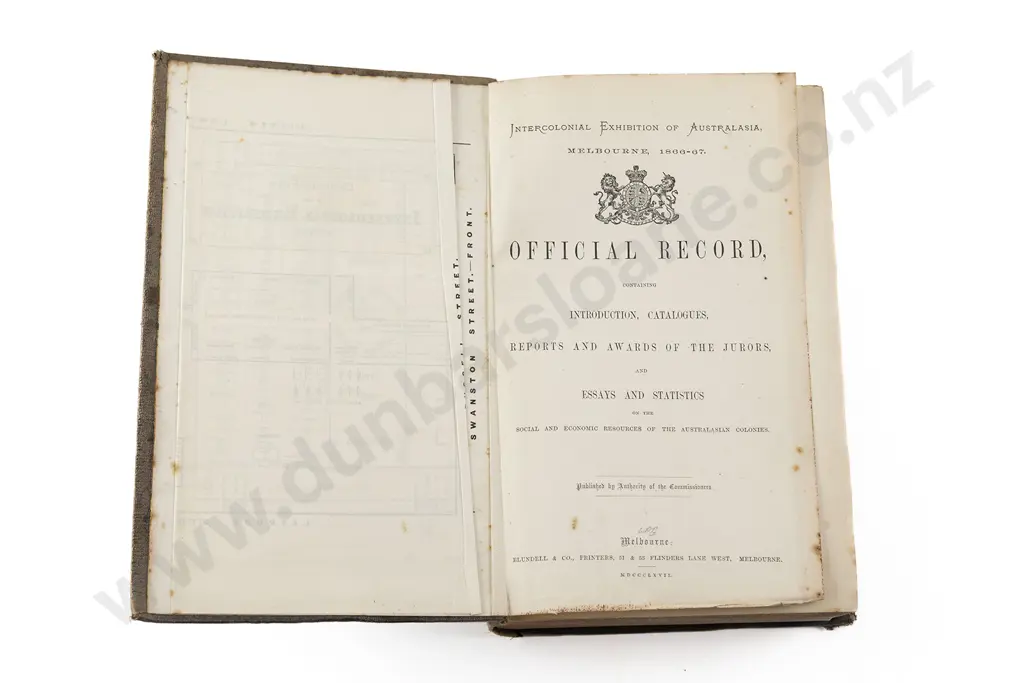 SWANSTON STREET.—FRONT.
STREET.
INTERCOLONIAL EXHIBITION OF AUSTRALASIA,
MELBOURNE, 1866-67.
OFFICIAL RECORD,
CONTAINING
INTRODUCTION, CATALOGUES,
REPORTS AND AWARDS OF THE JURORS,
AND
ESSAYS AND STATISTICS
ON THE
SOCIAL AND ECONOMIC RESOURCES OF THE AUSTRALASIAN COLONIES.
Published by Authority of the Commissioners
Melbourne:
BLUNDELL & CO., PRINTERS, 51 & 53 FLINDERS LANE WEST, MELBOURNE.
MDCCCLXVII.
www.dunbarsloane.co.nz